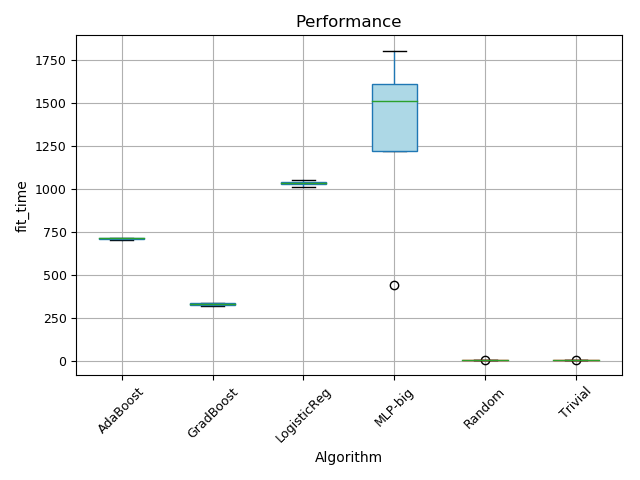 Performance
fit_time
1750
1500
1250
1000
750
500
250
0
AdaBoost
GradBoost
LogisticReg
MLP-big
Random
Trivial
Algorithm